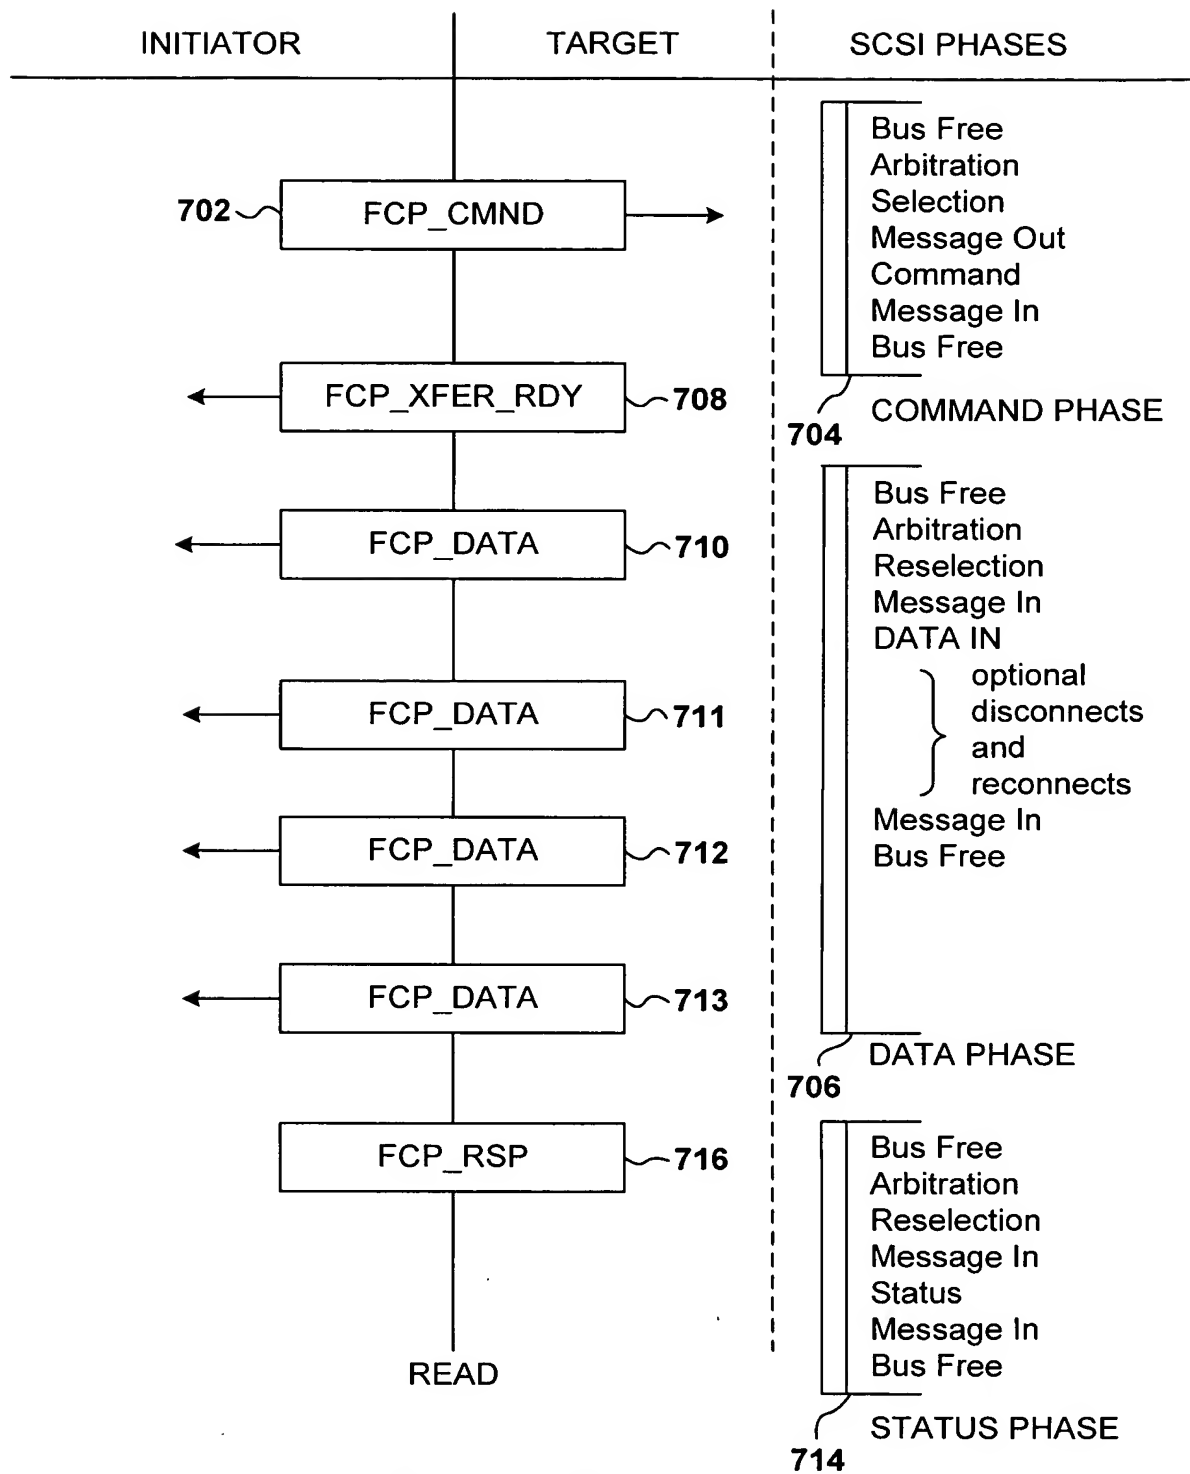 INITIATOR
TARGET
SCSI PHASES
702
FCP_CMND
FCP_XFER_RDY
708
FCP_DATA
710
FCP_DATA
711
FCP_DATA
712
FCP_DATA
713
FCP_RSP
716
READ
Bus Free
Arbitration
Selection
Message Out
Command
Message In
Bus Free
COMMAND PHASE
704
Bus Free
Arbitration
Reselection
Message In
DATA IN
optional
disconnects
and
reconnects
Message In
Bus Free
DATA PHASE
706
Bus Free
Arbitration
Reselection
Message In
Status
Message In
Bus Free
STATUS PHASE
714